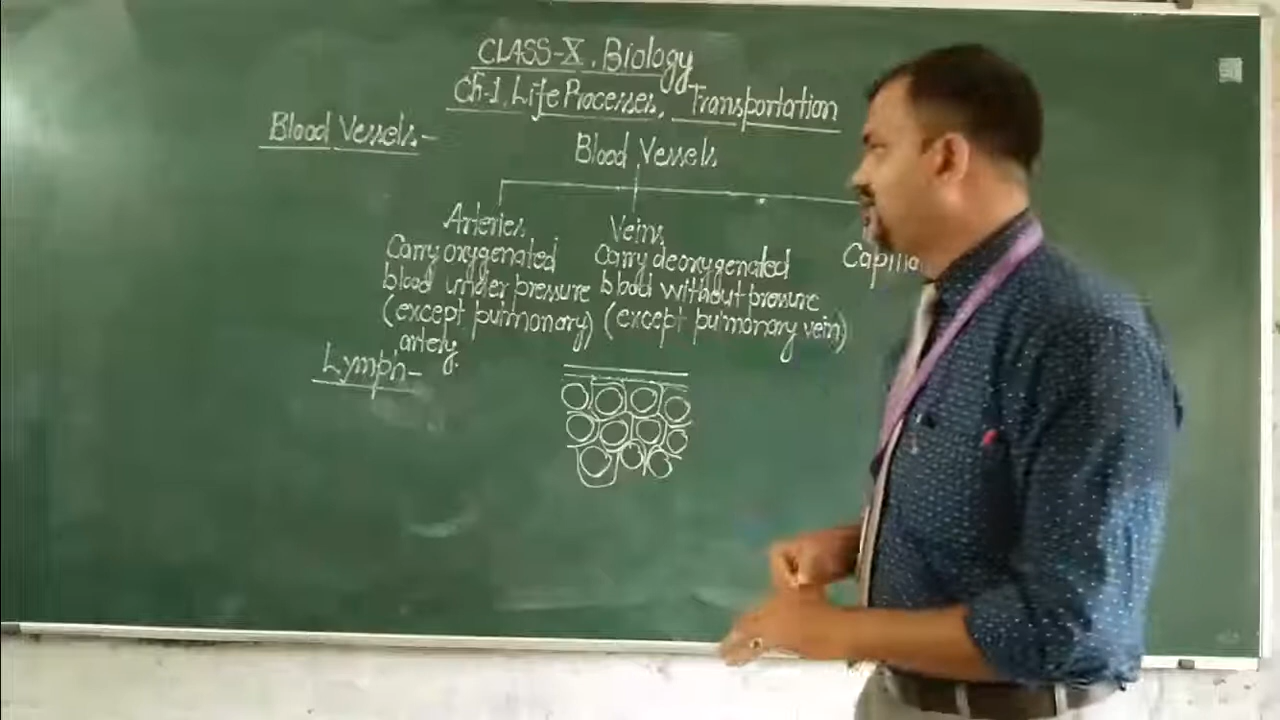 CLASS-X. Biology
Ch-1. Life Processes. Transportation
Blood Vessels-
Blood Vessels
Arteries
Carry oxygenated
blood under pressure
(except pulmonary)
artery.
Veins
Carry deoxygenated
blood without pressure
(except pulmonary vein)
Lymph-